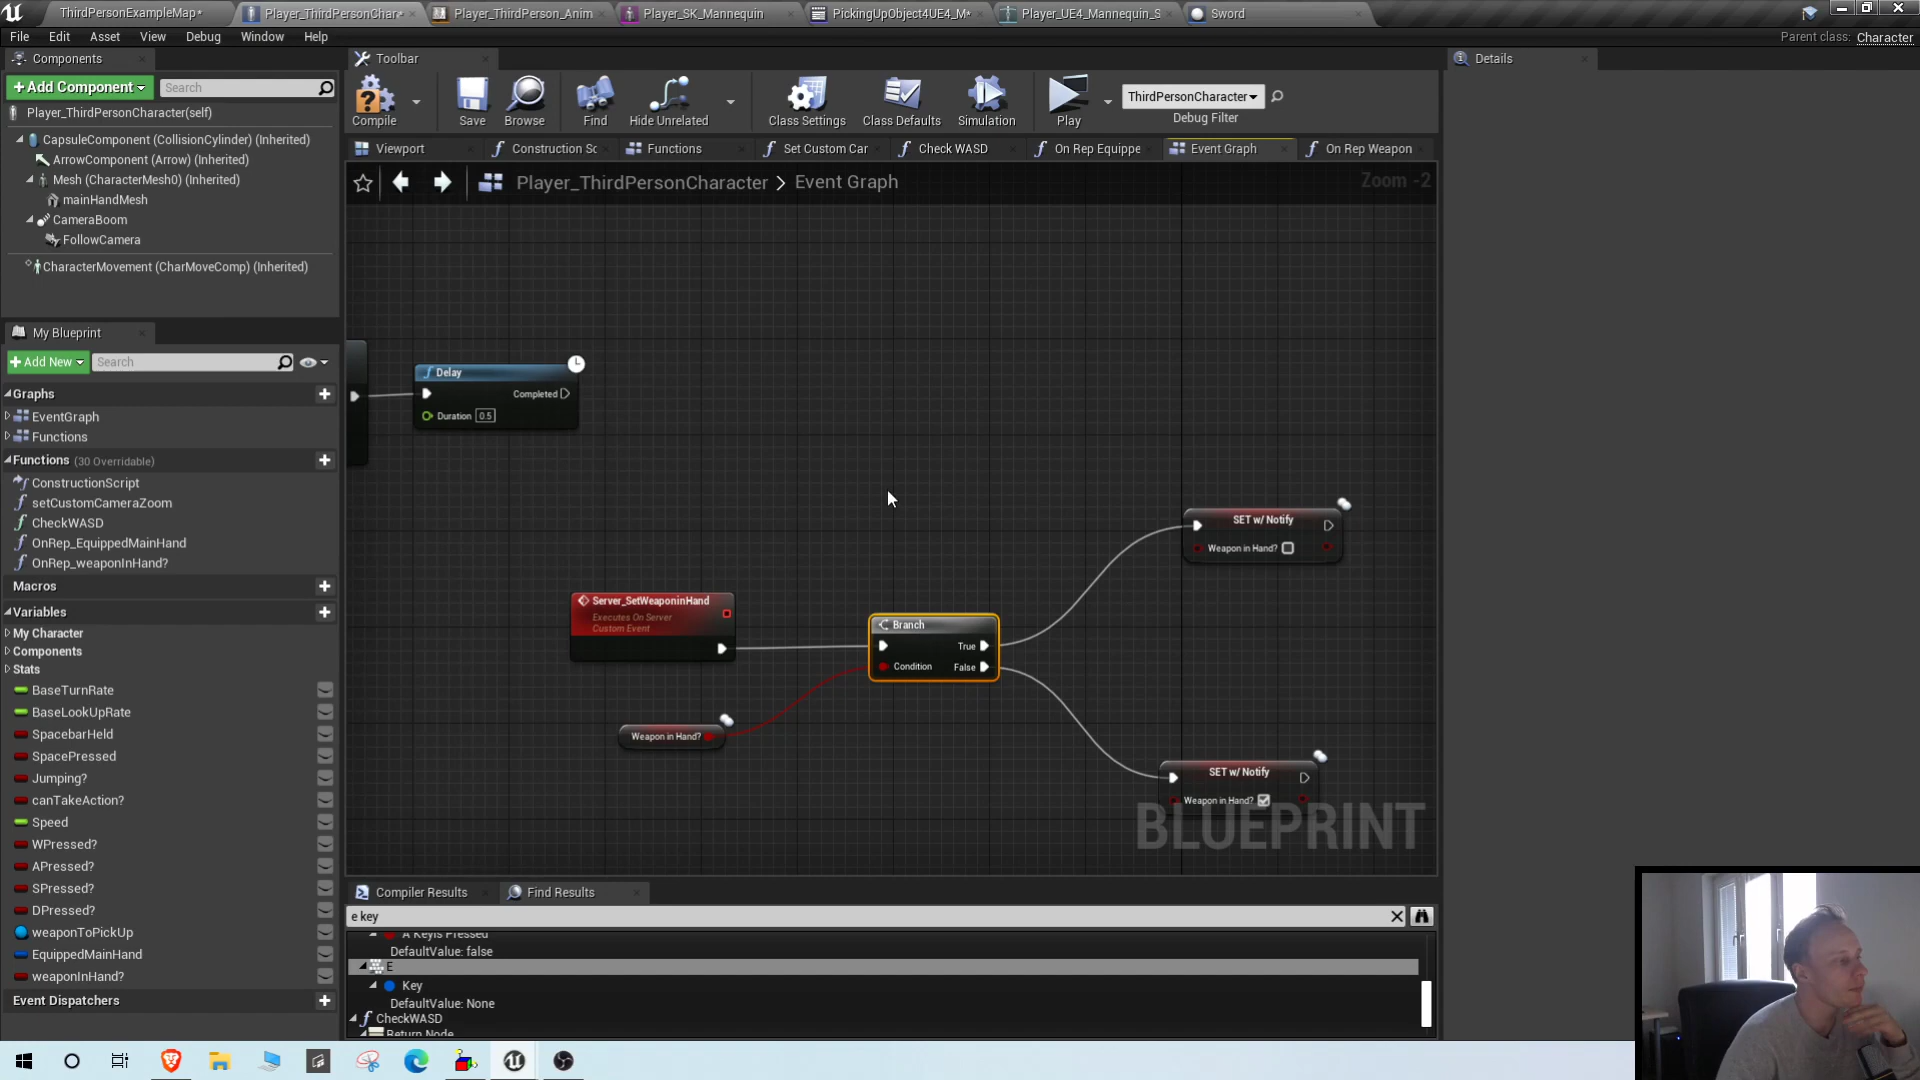 ThirdPersonExampleMap*
Player_ThirdPersonChar*
Player_ThirdPerson_Anim
Player_SK_Mannequin
PickingUpObject4UE4_M*
Player_UE4_Mannequin_S
Sword
File Edit Asset View Debug Window Help
Parent class: Character
Components
Toolbar
Details
+Add Component
Search
Compile
Save
Browse
Find
Hide Unrelated
Class Settings
Class Defaults
Simulation
Play
ThirdPersonCharacter
Debug Filter
Player_ThirdPersonCharacter(self)
CapsuleComponent (CollisionCylinder) (Inherited)
ArrowComponent (Arrow) (Inherited)
Mesh (CharacterMesh0) (Inherited)
mainHandMesh
CameraBoom
FollowCamera
CharacterMovement (CharMoveComp) (Inherited)
Viewport
Construction Sc
Functions
Set Custom Car
Check WASD
On Rep Equippe
Event Graph
On Rep Weapon
Player_ThirdPersonCharacter > Event Graph
Zoom -2
My Blueprint
+Add New
Search
Graphs
EventGraph
Functions
Functions (30 Overridable)
ConstructionScript
setCustomCameraZoom
CheckWASD
OnRep_EquippedMainHand
OnRep_weaponInHand?
Macros
Variables
My Character
Components
Stats
BaseTurnRate
BaseLookUpRate
SpacebarHeld
SpacePressed
Jumping?
canTakeAction?
Speed
WPressed?
APressed?
SPressed?
DPressed?
weaponToPickUp
EquippedMainHand
weaponInHand?
Event Dispatchers
Delay
Completed
Duration 0.5
Server_SetWeaponinHand
Executes On Server
Custom Event
Weapon in Hand?
Branch
True
Condition False
SET w/ Notify
Weapon in Hand?
SET w/ Notify
Weapon in Hand?
BLUEPRINT
Compiler Results
Find Results
e key
A Key Is Pressed
DefaultValue: false
E
Key
DefaultValue: None
CheckWASD
Return Node